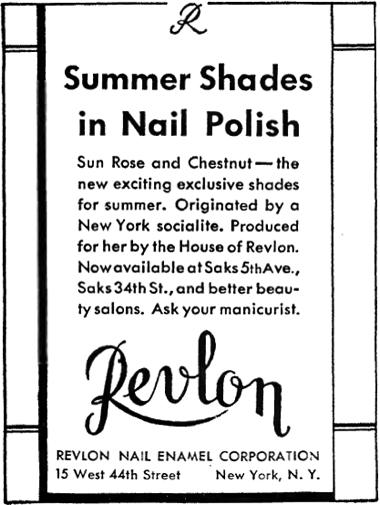 R
Summer Shades
in Nail Polish
Sun Rose and Chestnut — the
new exciting exclusive shades
for summer. Originated by a
New York socialite. Produced
for her by the House of Revlon.
Now available at Saks 5th Ave.,
Saks 34th St., and better beau-
ty salons. Ask your manicurist.
Revlon
REVLON NAIL ENAMEL CORPORATION
15 West 44th Street New York, N. Y.